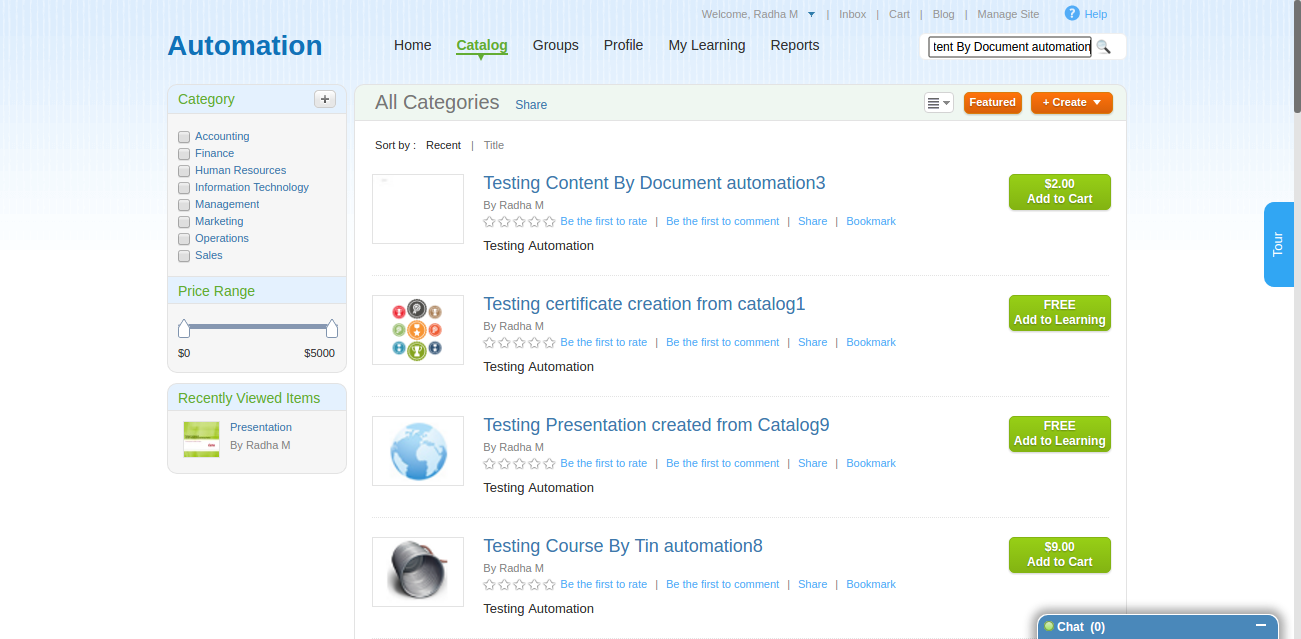 Welcome, Radha M | Inbox | Cart | Blog | Manage Site ? Help
Automation
Home Catalog Groups Profile My Learning Reports
tent By Document automation
Category +
Accounting
Finance
Human Resources
Information Technology
Management
Marketing
Operations
Sales
Price Range
$0 $5000
Recently Viewed Items
Presentation
By Radha M
All Categories Share
Featured
+ Create
Sort by : Recent | Title
Testing Content By Document automation3
By Radha M
Be the first to rate | Be the first to comment | Share | Bookmark
Testing Automation
$2.00
Add to Cart
Testing certificate creation from catalog1
By Radha M
Be the first to rate | Be the first to comment | Share | Bookmark
Testing Automation
FREE
Add to Learning
Testing Presentation created from Catalog9
By Radha M
Be the first to rate | Be the first to comment | Share | Bookmark
Testing Automation
FREE
Add to Learning
Testing Course By Tin automation8
By Radha M
Be the first to rate | Be the first to comment | Share | Bookmark
Testing Automation
$9.00
Add to Cart
Tour
Chat (0)